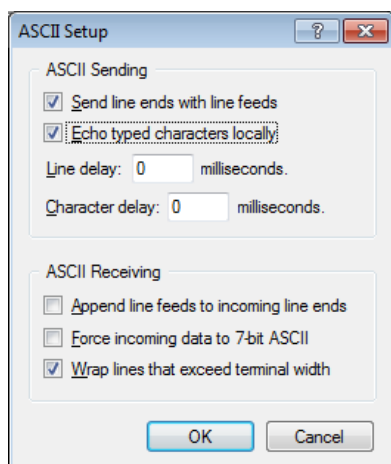 ASCII Setup
ASCII Sending
Send line ends with line feeds
Echo typed characters locally
Line delay: 0 milliseconds.
Character delay: 0 milliseconds.
ASCII Receiving
Append line feeds to incoming line ends
Force incoming data to 7-bit ASCII
Wrap lines that exceed terminal width
OK Cancel